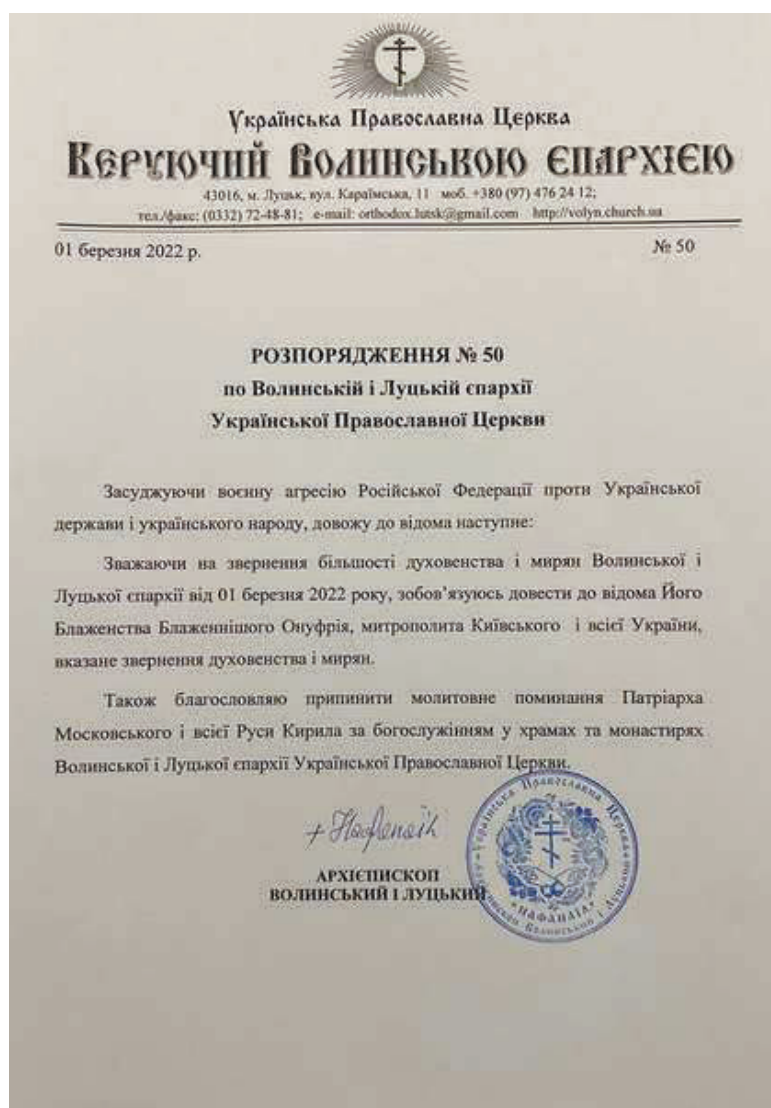 Українська Православна Церква
Керуючий Волинською єпархією
43016, м. Луцьк, вул. Караїмська, 11 моб. +380 (97) 476 24 12;
тел./факс: (0332) 72-48-81; e-mail: orthodox.lutsk@gmail.com http://volyn.church.ua
01 березня 2022 р. № 50
РОЗПОРЯДЖЕННЯ № 50
по Волинській і Луцькій єпархії
Української Православної Церкви
Засуджуючи воєнну агресію Російської Федерації проти Української
держави і українського народу, довожу до відома наступне:
Зважаючи на звернення більшості духовенства і мирян Волинської і
Луцької єпархії від 01 березня 2022 року, зобов’язуюсь довести до відома Його
Блаженства Блаженнішого Онуфрія, митрополита Київського і всієї України,
вказане звернення духовенства і мирян.
Також благословляю припинити молитовне поминання Патріарха
Московського і всієї Руси Кирила за богослужінням у храмах та монастирях
Волинської і Луцької єпархії Української Православної Церкви.
+ Нафанаїл
АРХІЄПИСКОП
ВОЛИНСЬКИЙ І ЛУЦЬКИЙ
Українська Православна Церква
НАФАНАЇЛ
Волинський і Луцький